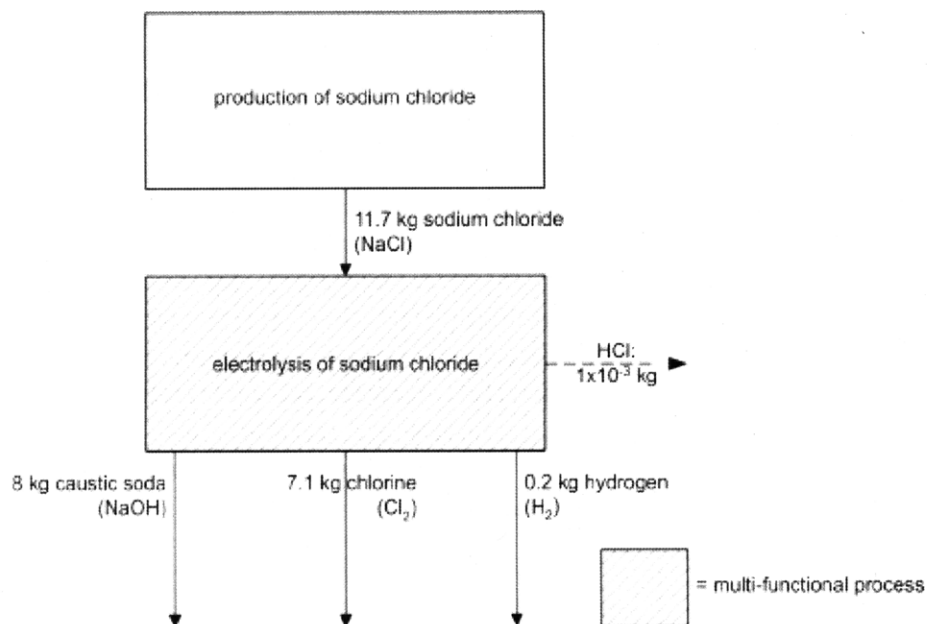 production of sodium chloride
11.7 kg sodium chloride
(NaCl)
electrolysis of sodium chloride
HCl:
1x10⁻³ kg
8 kg caustic soda
(NaOH)
7.1 kg chlorine
(Cl₂)
0.2 kg hydrogen
(H₂)
= multi-functional process